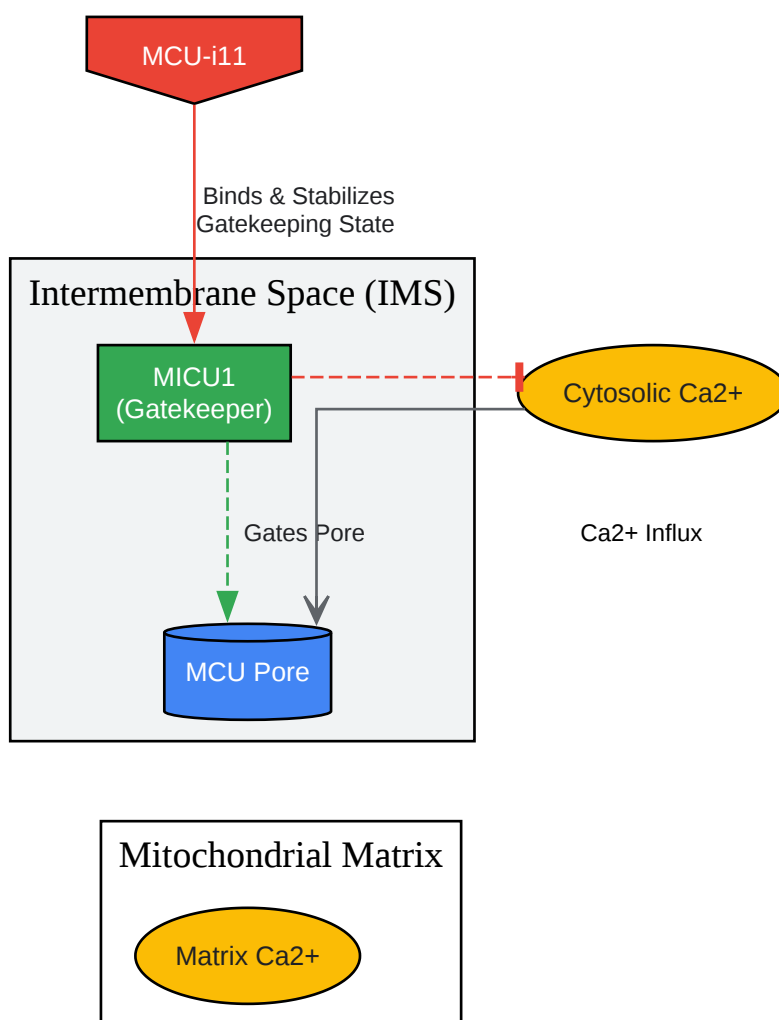 MCU-i11
Binds & Stabilizes
Gatekeeping State
Intermembrane Space (IMS)
MICU1
(Gatekeeper)
Cytosolic Ca2+
Gates Pore
Ca2+ Influx
MCU Pore
Mitochondrial Matrix
Matrix Ca2+